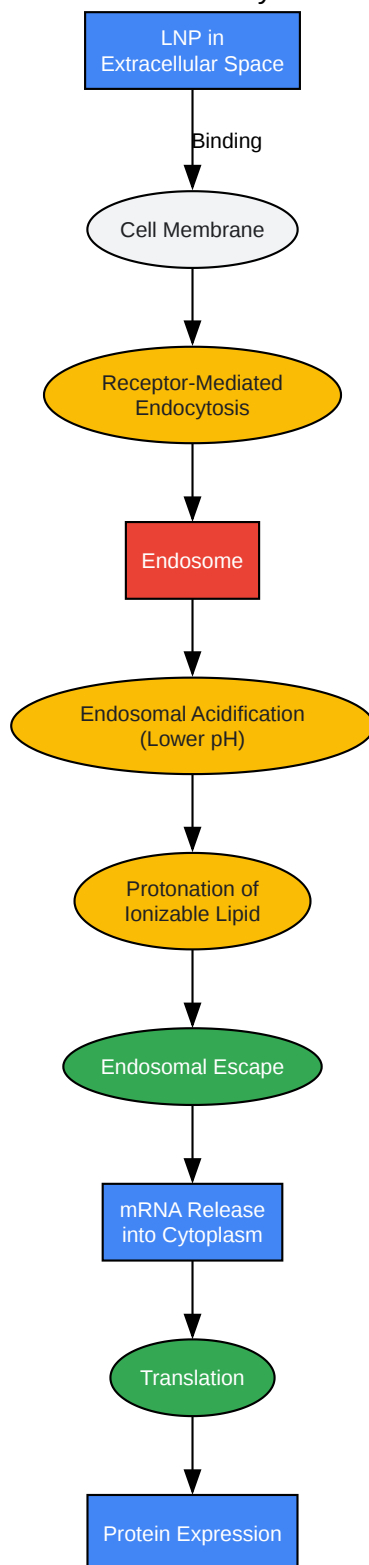 LNP in
Extracellular Space
Binding
Cell Membrane
Receptor-Mediated
Endocytosis
Endosome
Endosomal Acidification
(Lower pH)
Protonation of
Ionizable Lipid
Endosomal Escape
mRNA Release
into Cytoplasm
Translation
Protein Expression